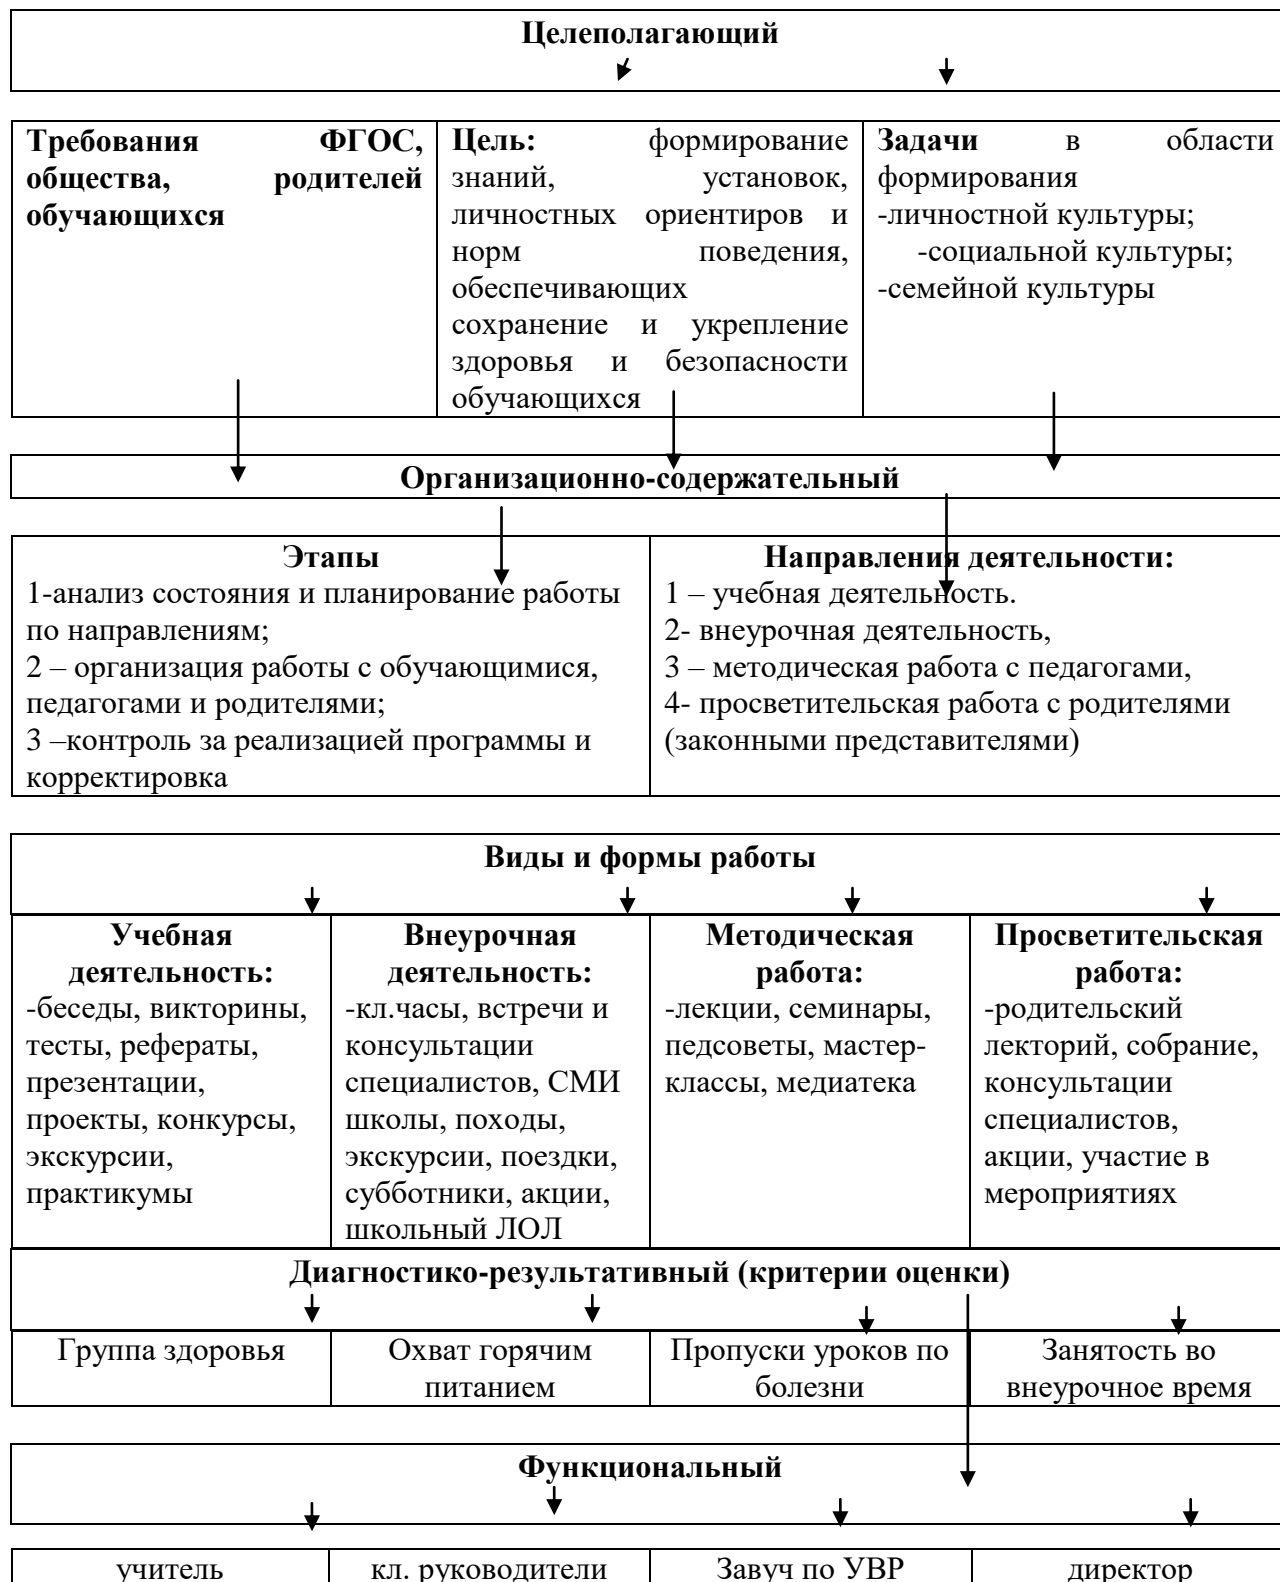 Целеполагающий
Требования ФГОС,
общества, родителей
обучающихся
Цель: формирование
знаний, установок,
личностных ориентиров и
норм поведения,
обеспечивающих
сохранение и укрепление
здоровья и безопасности
обучающихся
Задачи в области
формирования
-личностной культуры;
-социальной культуры;
-семейной культуры
Организационно-содержательный
Этапы
1-анализ состояния и планирование работы
по направлениям;
2 – организация работы с обучающимися,
педагогами и родителями;
3 –контроль за реализацией программы и
корректировка
Направления деятельности:
1 – учебная деятельность.
2- внеурочная деятельность,
3 – методическая работа с педагогами,
4- просветительская работа с родителями
(законными представителями)
Виды и формы работы
Учебная
деятельность:
-беседы, викторины,
тесты, рефераты,
презентации,
проекты, конкурсы,
экскурсии,
практикумы
Внеурочная
деятельность:
-кл.часы, встречи и
консультации
специалистов, СМИ
школы, походы,
экскурсии, поездки,
субботники, акции,
школьный ЛОЛ
Методическая
работа:
-лекции, семинары,
педсоветы, мастер-
классы, медиатека
Просветительская
работа:
-родительский
лекторий, собрание,
консультации
специалистов,
акции, участие в
мероприятиях
Диагностико-результативный (критерии оценки)
Группа здоровья
Охват горячим
питанием
Пропуски уроков по
болезни
Занятость во
внеурочное время
Функциональный
учитель
кл. руководители
Завуч по УВР
директор